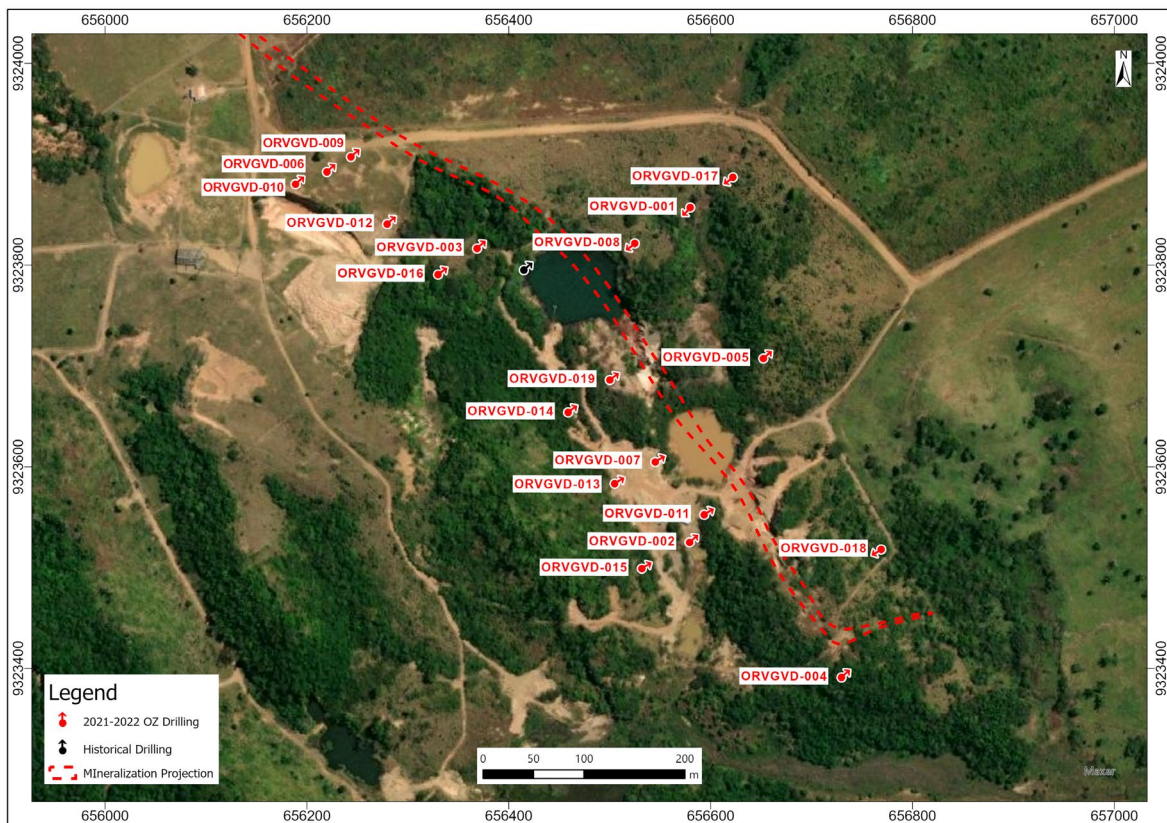 656000 656200 656400 656600 656800 657000
9324000
9324000
N
ORVGVD-009
ORVGVD-006
ORVGVD-010
ORVGVD-017
ORVGVD-001
ORVGVD-012
ORVGVD-003
ORVGVD-008
ORVGVD-016
9323800
9323800
ORVGVD-005
ORVGVD-019
ORVGVD-014
9323600
9323600
ORVGVD-007
ORVGVD-013
ORVGVD-011
ORVGVD-002
ORVGVD-018
ORVGVD-015
9323400
9323400
ORVGVD-004
Legend
2021-2022 OZ Drilling
Historical Drilling
MIneralization Projection
0 50 100 200
m
Maxar
656000 656200 656400 656600 656800 657000